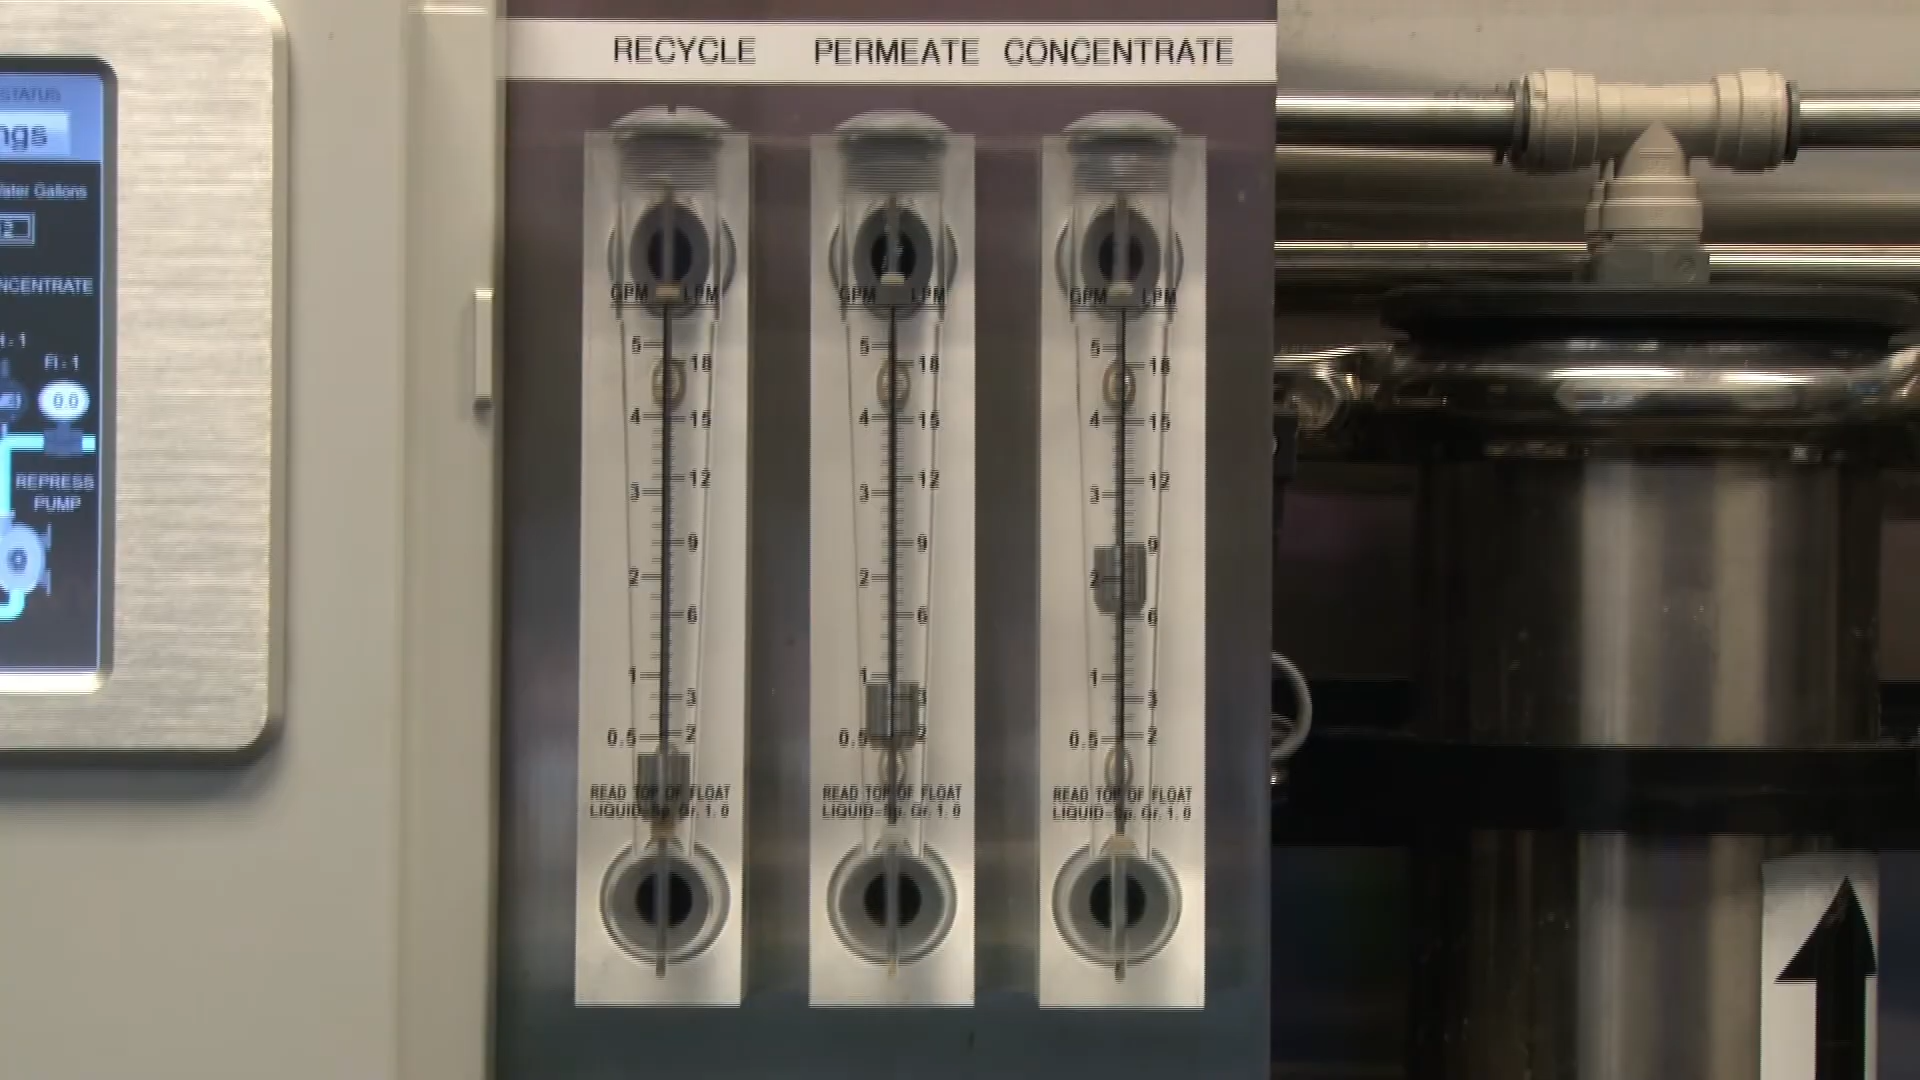 RECYCLE PERMEATE CONCENTRATE
STATUS
ngs
Water Gallons
2
NCENTRATE
FI - 1
0.0
REPRESS
PUMP
GPM LPM
5
18
4 15
12
3
9
2
6
1
3
0.5 2
READ TOP OF FLOAT
LIQUID-Sp. Gr. 1.0
GPM LPM
5
18
4 15
12
3
9
2
6
1
3
0.5 2
READ TOP OF FLOAT
LIQUID-Sp. Gr. 1.0
GPM LPM
5
18
4 15
12
3
9
2
6
1
3
0.5 2
READ TOP OF FLOAT
LIQUID-Sp. Gr. 1.0